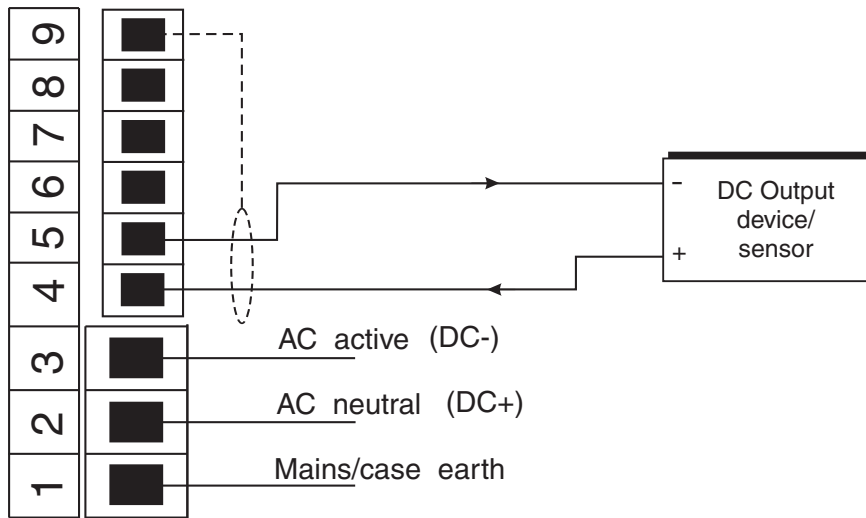 9
8
7
6
5
4
3
2
1
-
+
DC Output
device/
sensor
AC active (DC-)
AC neutral (DC+)
Mains/case earth